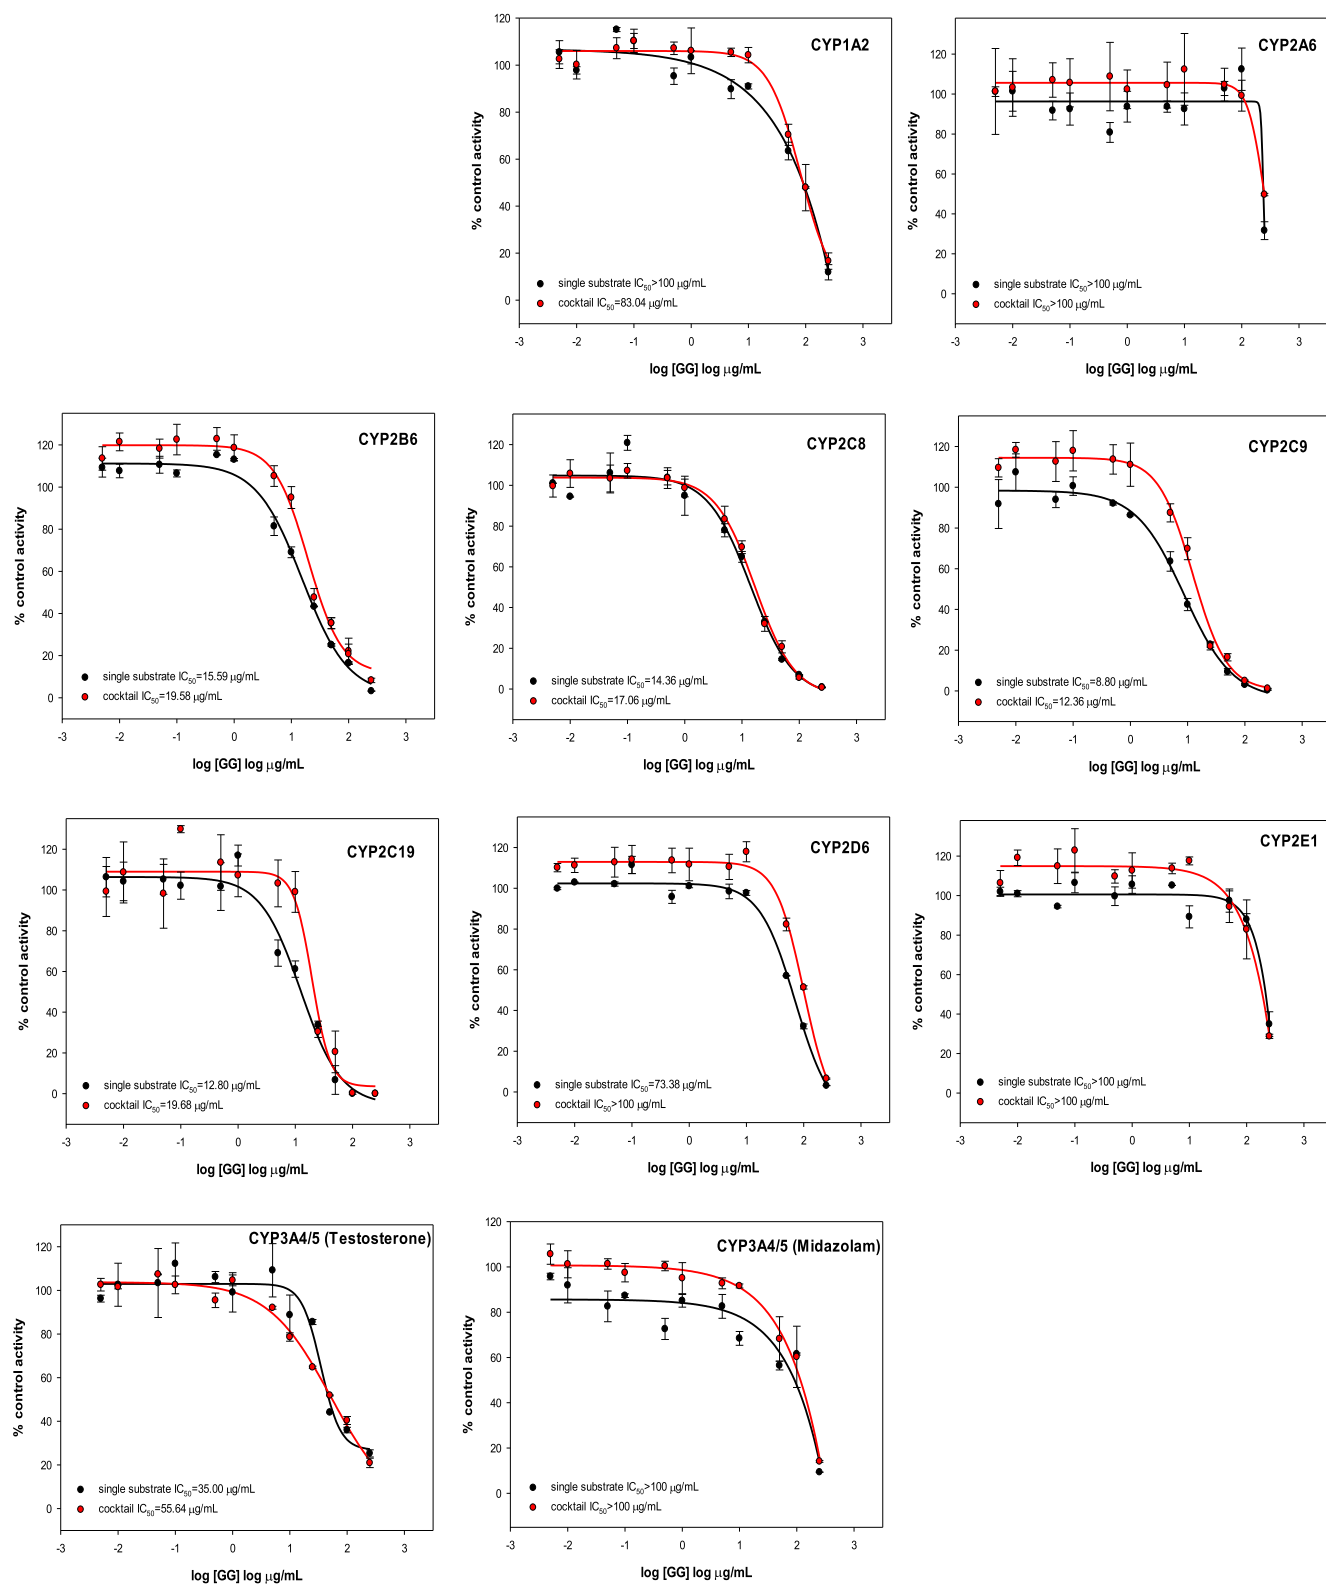 CYP1A2
% control activity
120
100
80
60
40
20
0
single substrate IC50>100 μg/mL
cocktail IC50=83.04 μg/mL
-3 -2 -1 0 1 2 3
log [GG] log μg/mL
CYP2A6
% control activity
120
100
80
60
40
20
0
single substrate IC50>100 μg/mL
cocktail IC50>100 μg/mL
-3 -2 -1 0 1 2 3
log [GG] log μg/mL
CYP2B6
% control activity
120
100
80
60
40
20
0
single substrate IC50=15.59 μg/mL
cocktail IC50=19.58 μg/mL
-3 -2 -1 0 1 2 3
log [GG] log μg/mL
CYP2C8
% control activity
120
100
80
60
40
20
0
single substrate IC50=14.36 μg/mL
cocktail IC50=17.06 μg/mL
-3 -2 -1 0 1 2 3
log [GG] log μg/mL
CYP2C9
% control activity
120
100
80
60
40
20
0
single substrate IC50=8.80 μg/mL
cocktail IC50=12.36 μg/mL
-3 -2 -1 0 1 2 3
log [GG] log μg/mL
CYP2C19
% control activity
120
100
80
60
40
20
0
single substrate IC50=12.80 μg/mL
cocktail IC50=19.68 μg/mL
-3 -2 -1 0 1 2 3
log [GG] log μg/mL
CYP2D6
% control activity
120
100
80
60
40
20
0
single substrate IC50=73.38 μg/mL
cocktail IC50>100 μg/mL
-3 -2 -1 0 1 2 3
log [GG] log μg/mL
CYP2E1
% control activity
120
100
80
60
40
20
0
single substrate IC50>100 μg/mL
cocktail IC50>100 μg/mL
-3 -2 -1 0 1 2 3
log [GG] log μg/mL
CYP3A4/5 (Testosterone)
% control activity
120
100
80
60
40
20
0
single substrate IC50=35.00 μg/mL
cocktail IC50=55.64 μg/mL
-3 -2 -1 0 1 2 3
log [GG] log μg/mL
CYP3A4/5 (Midazolam)
% control activity
120
100
80
60
40
20
0
single substrate IC50>100 μg/mL
cocktail IC50>100 μg/mL
-3 -2 -1 0 1 2 3
log [GG] log μg/mL